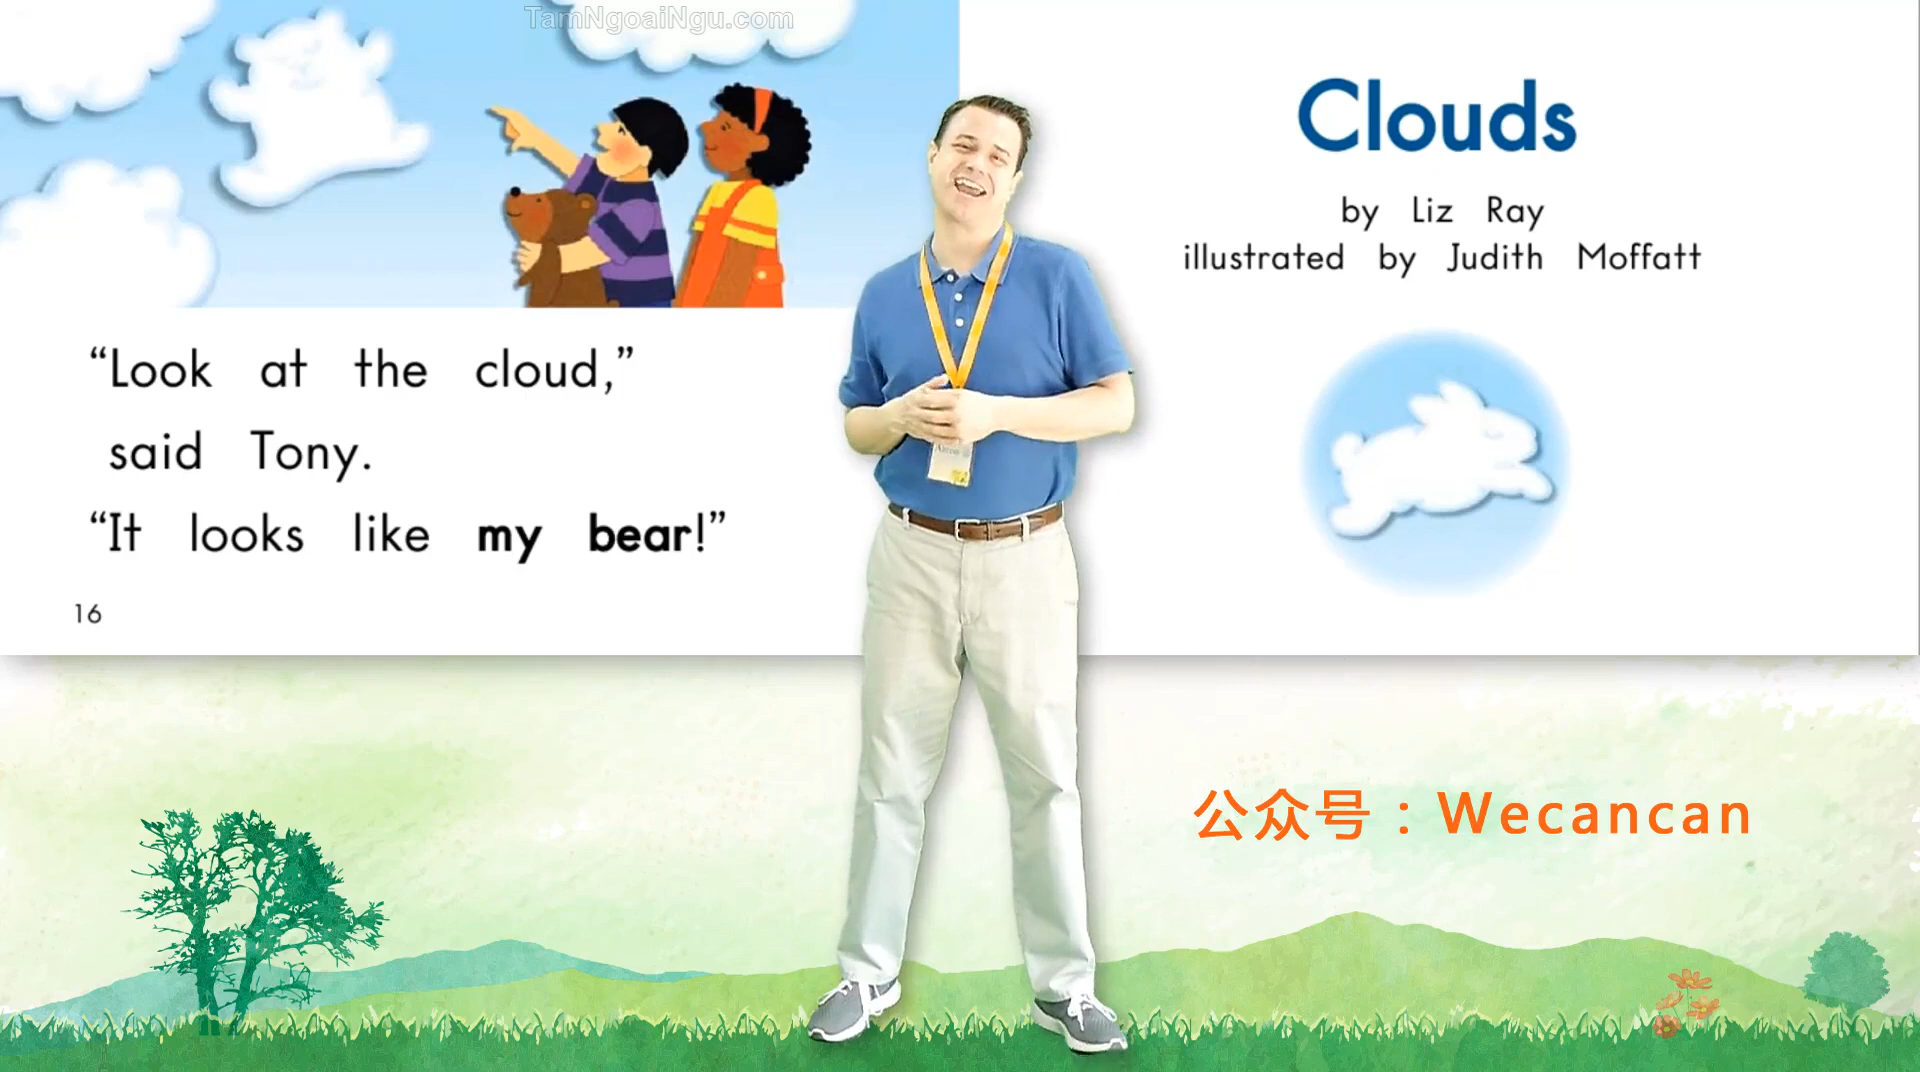 TamNgoaiNgu.com
“Look at the cloud,”
said Tony.
“It looks like my bear!”
16
Clouds
by Liz Ray
illustrated by Judith Moffatt
公众号：Wecancan